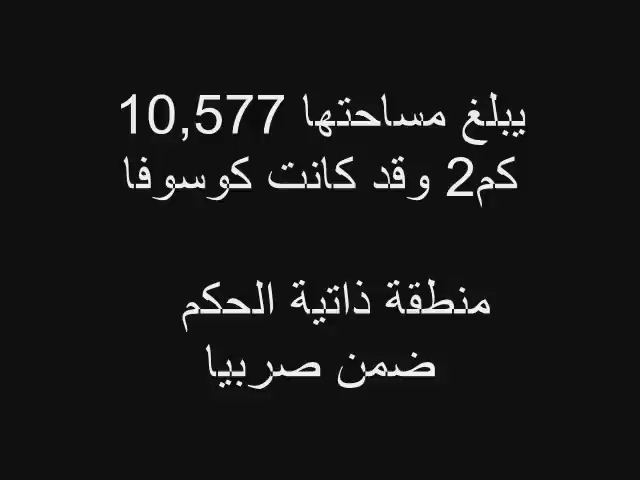 يبلغ مساحتها 10,577
كم2 وقد كانت كوسوفا
منطقة ذاتية الحكم
ضمن صربيا